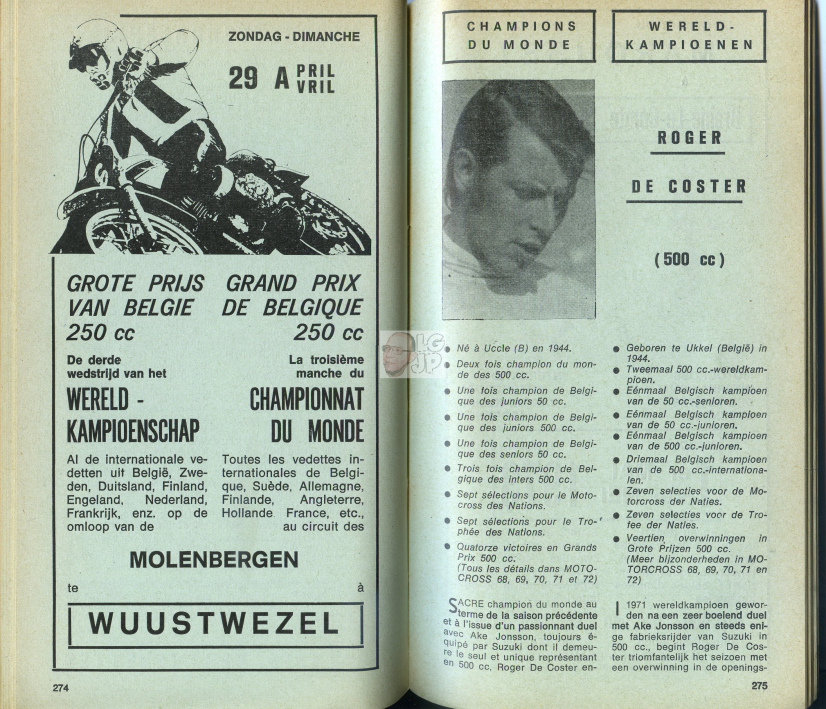 ZONDAG - DIMANCHE
29 APRIL
AVRIL
GROTE PRIJS
VAN BELGIE
250 cc
GRAND PRIX
DE BELGIQUE
250 cc
De derde
wedstrijd van het
WERELD -
KAMPIOENSCHAP
La troisième
manche du
CHAMPIONNAT
DU MONDE
Al de internationale ve-
detten uit België, Zwe-
den, Duitsland, Finland,
Engeland, Nederland,
Frankrijk, enz. op de
omloop van de
Toutes les vedettes in-
ternationales de Belgi-
que, Suède, Allemagne,
Finlande, Angleterre,
Hollande France, etc.,
au circuit des
MOLENBERGEN
te
à
WUUSTWEZEL
274
LG
JP
CHAMPIONS
DU MONDE
WERELD-
KAMPIOENEN
ROGER
DE COSTER
(500 cc)
● Né à Uccle (B) en 1944.
● Deux fois champion du mon-
de des 500 cc.
● Une fois champion de Belgi-
que des juniors 50 cc.
● Une fois champion de Belgi-
que des juniors 500 cc.
● Une fois champion de Belgi-
que des seniors 50 cc.
● Trois fois champion de Bel-
gique des inters 500 cc.
● Sept sélections pour le Moto-
cross des Nations.
● Sept sélections pour le Tro-
phée des Nations.
● Quatorze victoires en Grands
Prix 500 cc.
(Tous les détails dans MOTO-
CROSS 68, 69, 70, 71 et 72)
SACRE champion du monde au
terme de la saison précédente
et à l'issue d'un passionnant duel
avec Ake Jonsson, toujours é-
quipé par Suzuki dont il demeu-
re le seul et unique représentant
en 500 cc, Roger De Coster en-
● Geboren te Ukkel (België) in
1944.
● Tweemaal 500 cc.-wereldkam-
pioen.
● Eénmaal Belgisch kampioen
van de 50 cc.-senioren.
● Eénmaal Belgisch kampioen
van de 50 cc.-junioren.
● Eénmaal Belgisch kampioen
van de 500 cc.-junioren.
● Driemaal Belgisch kampioen
van de 500 cc.-internationa-
len.
● Zeven selecties voor de Mo-
torcross der Naties.
● Zeven selecties voor de Tro-
fee der Naties.
● Veertien overwinningen in
Grote Prijzen 500 cc.
(Meer bijzonderheden in MO-
TORCROSS 68, 69, 70, 71 en
72)
I 1971 wereldkampioen gewor-
den na een zeer boeiend duel
met Ake Jonsson en steeds eni-
ge fabrieksrijder van Suzuki in
500 cc., begint Roger De Cos-
ter triomfantelijk het seizoen met
een overwinning in de openings-
275